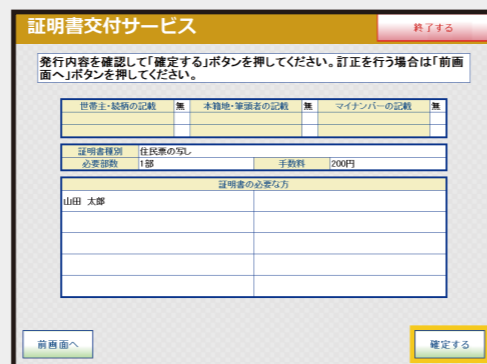 証明書交付サービス
終了する
発行内容を確認して「確定する」ボタンを押してください。訂正を行う場合は「前画
面へ」ボタンを押してください。
世帯主・続柄の記載 無 本籍地・筆頭者の記載 無 マイナンバーの記載 無
証明書種別 住民票の写し
必要部数 1部 手数料 200円
証明書の必要な方
山田 太郎
前画面へ
確定する